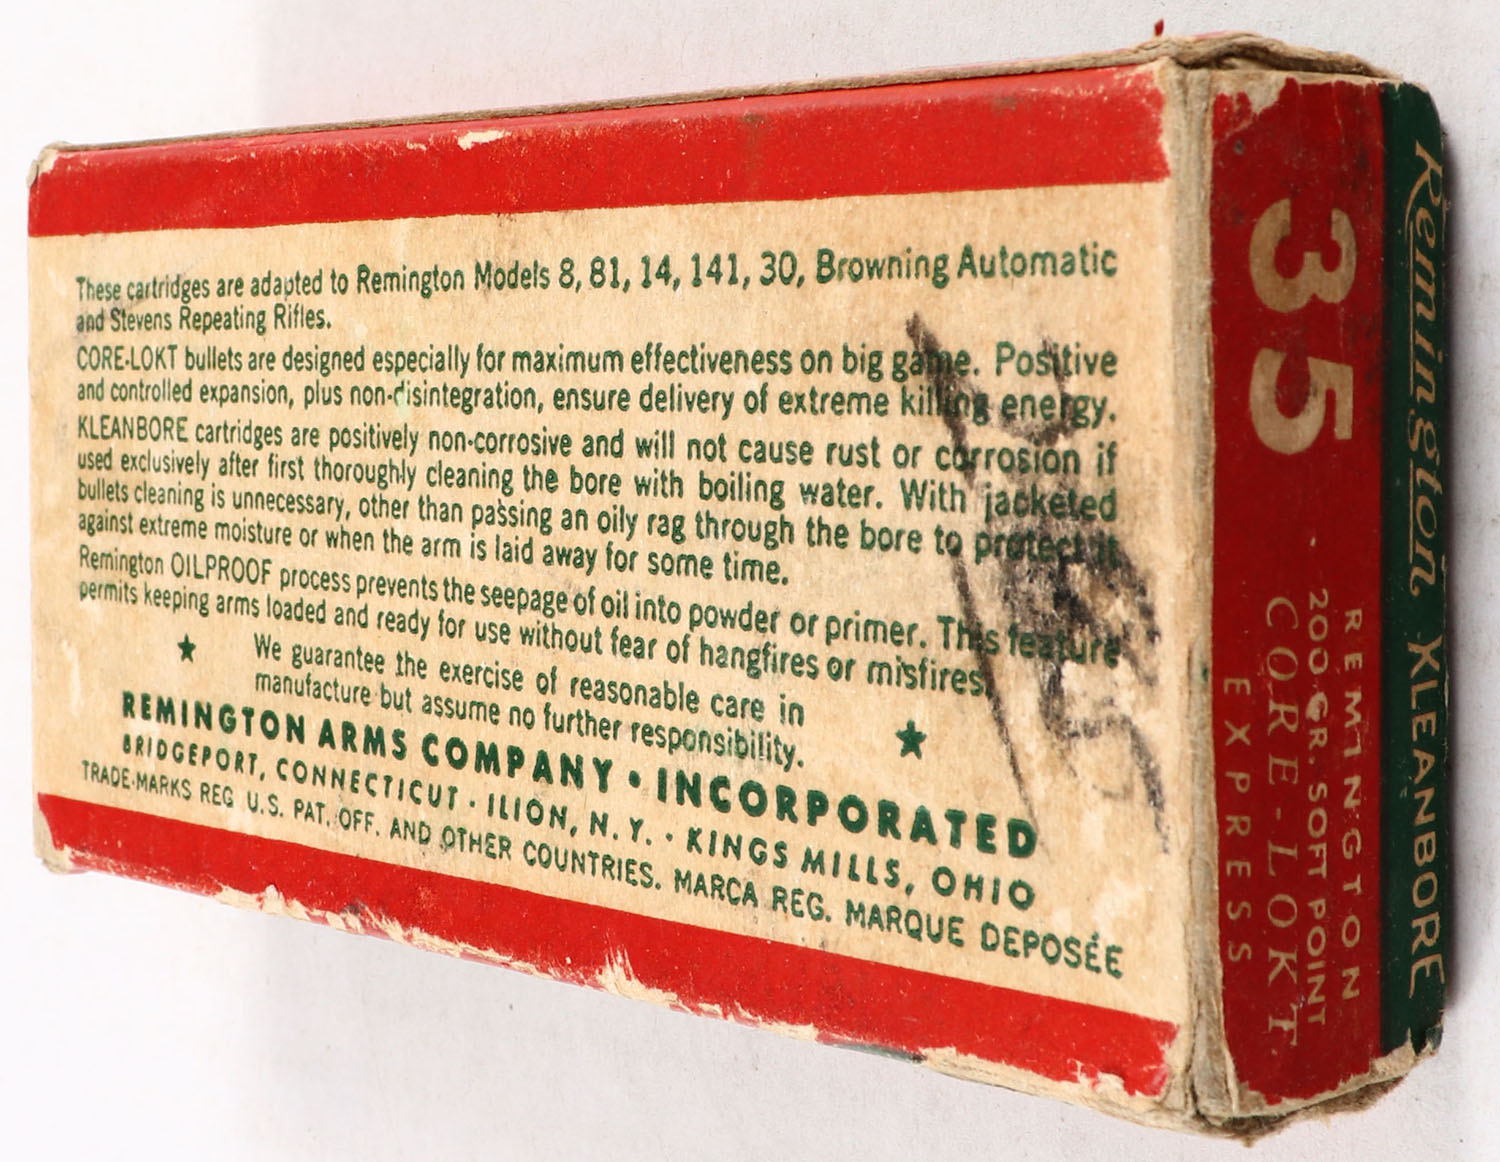 These cartridges are adapted to Remington Models 8, 81, 14, 141, 30, Browning Automatic
and Stevens Repeating Rifles.
CORE-LOKT bullets are designed especially for maximum effectiveness on big game. Positive
and controlled expansion, plus non-disintegration, ensure delivery of extreme killing energy.
KLEANBORE cartridges are positively non-corrosive and will not cause rust or corrosion if
used exclusively after first thoroughly cleaning the bore with boiling water. With jacketed
bullets cleaning is unnecessary, other than passing an oily rag through the bore to protect it
against extreme moisture or when the arm is laid away for some time.
Remington OILPROOF process prevents the seepage of oil into powder or primer. This feature
permits keeping arms loaded and ready for use without fear of hangfires or misfires.
We guarantee the exercise of reasonable care in
manufacture but assume no further responsibility.
REMINGTON ARMS COMPANY • INCORPORATED
BRIDGEPORT, CONNECTICUT • ILION, N. Y. • KINGS MILLS, OHIO
TRADE-MARKS REG U.S. PAT. OFF. AND OTHER COUNTRIES. MARCA REG. MARQUE DEPOSÉE
Remington KLEANBORE
35 REMINGTON
200 GR. SOFT POINT
CORE-LOKT
EXPRESS